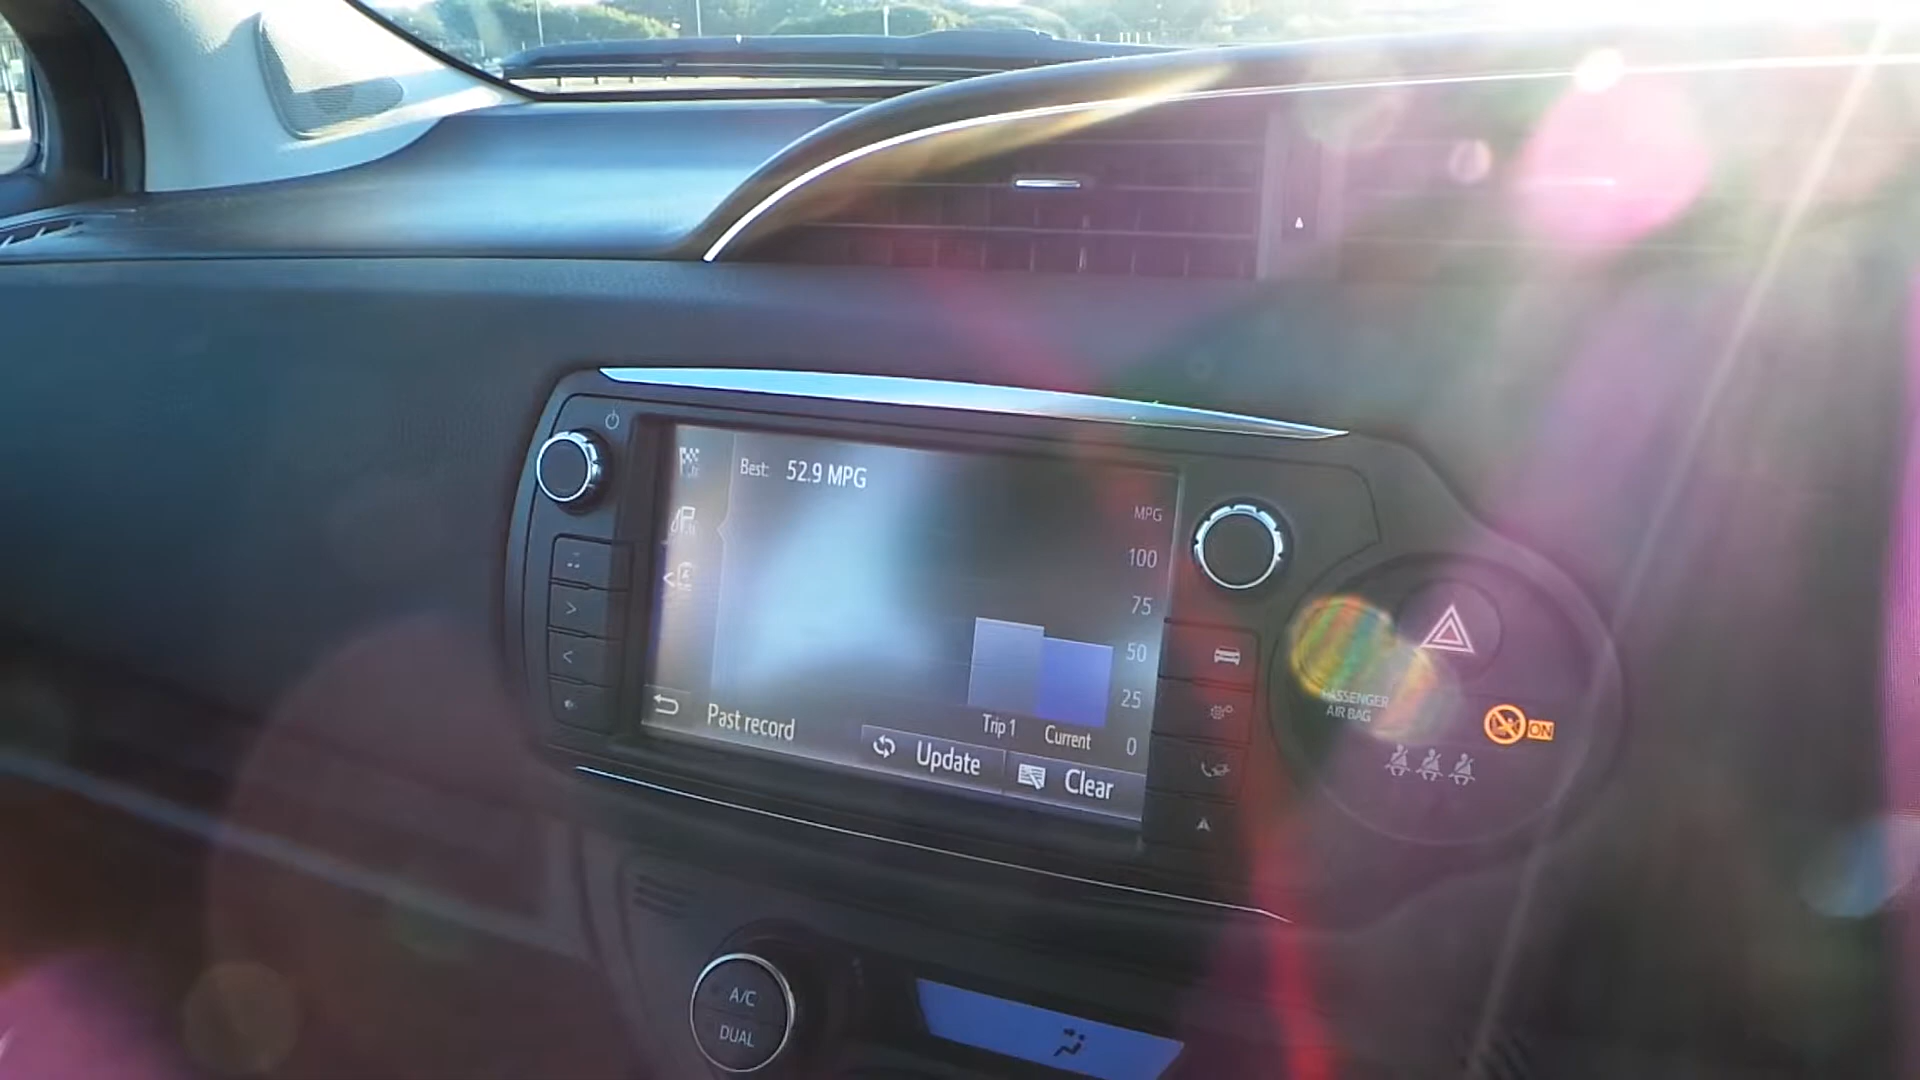 Best: 52.9 MPG
MPG
100
75
50
25
0
Trip 1
Current
Past record
Update
Clear
PASSENGER
AIR BAG
ON
A/C
DUAL